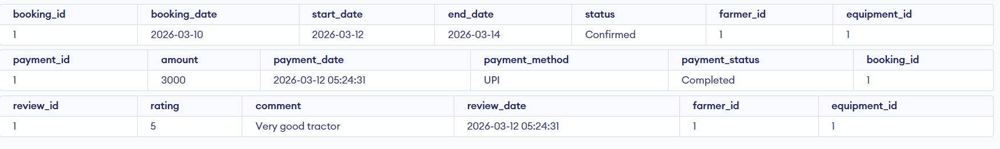 booking_id booking_date start_date end_date status farmer_id equipment_id
1 2026-03-10 2026-03-12 2026-03-14 Confirmed 1 1
payment_id amount payment_date payment_method payment_status booking_id
1 3000 2026-03-12 05:24:31 UPI Completed 1
review_id rating comment review_date farmer_id equipment_id
1 5 Very good tractor 2026-03-12 05:24:31 1 1